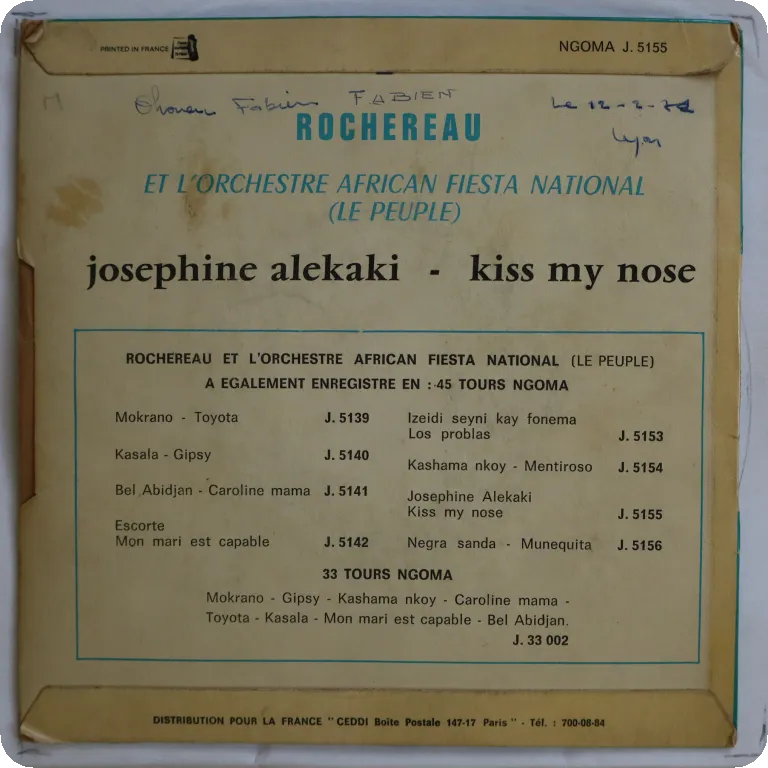 PRINTED IN FRANCE
NGOMA J. 5155
Fabien FABIEN Le 12-2-72
ROCHEREAU
ET L'ORCHESTRE AFRICAN FIESTA NATIONAL
(LE PEUPLE)
josephine alekaki - kiss my nose
ROCHEREAU ET L'ORCHESTRE AFRICAN FIESTA NATIONAL (LE PEUPLE)
A EGALEMENT ENREGISTRE EN : 45 TOURS NGOMA
Mokrano - Toyota J. 5139
Kasala - Gipsy J. 5140
Bel Abidjan - Caroline mama J. 5141
Escorte
Mon mari est capable J. 5142
Izeidi seyni kay fonema
Los problas J. 5153
Kashama nkoy - Mentiroso J. 5154
Josephine Alekaki
Kiss my nose J. 5155
Negra sanda - Munequita J. 5156
33 TOURS NGOMA
Mokrano - Gipsy - Kashama nkoy - Caroline mama -
Toyota - Kasala - Mon mari est capable - Bel Abidjan.
J. 33 002
DISTRIBUTION POUR LA FRANCE " CEDDI Boîte Postale 147-17 Paris " - Tél. : 700-08-84